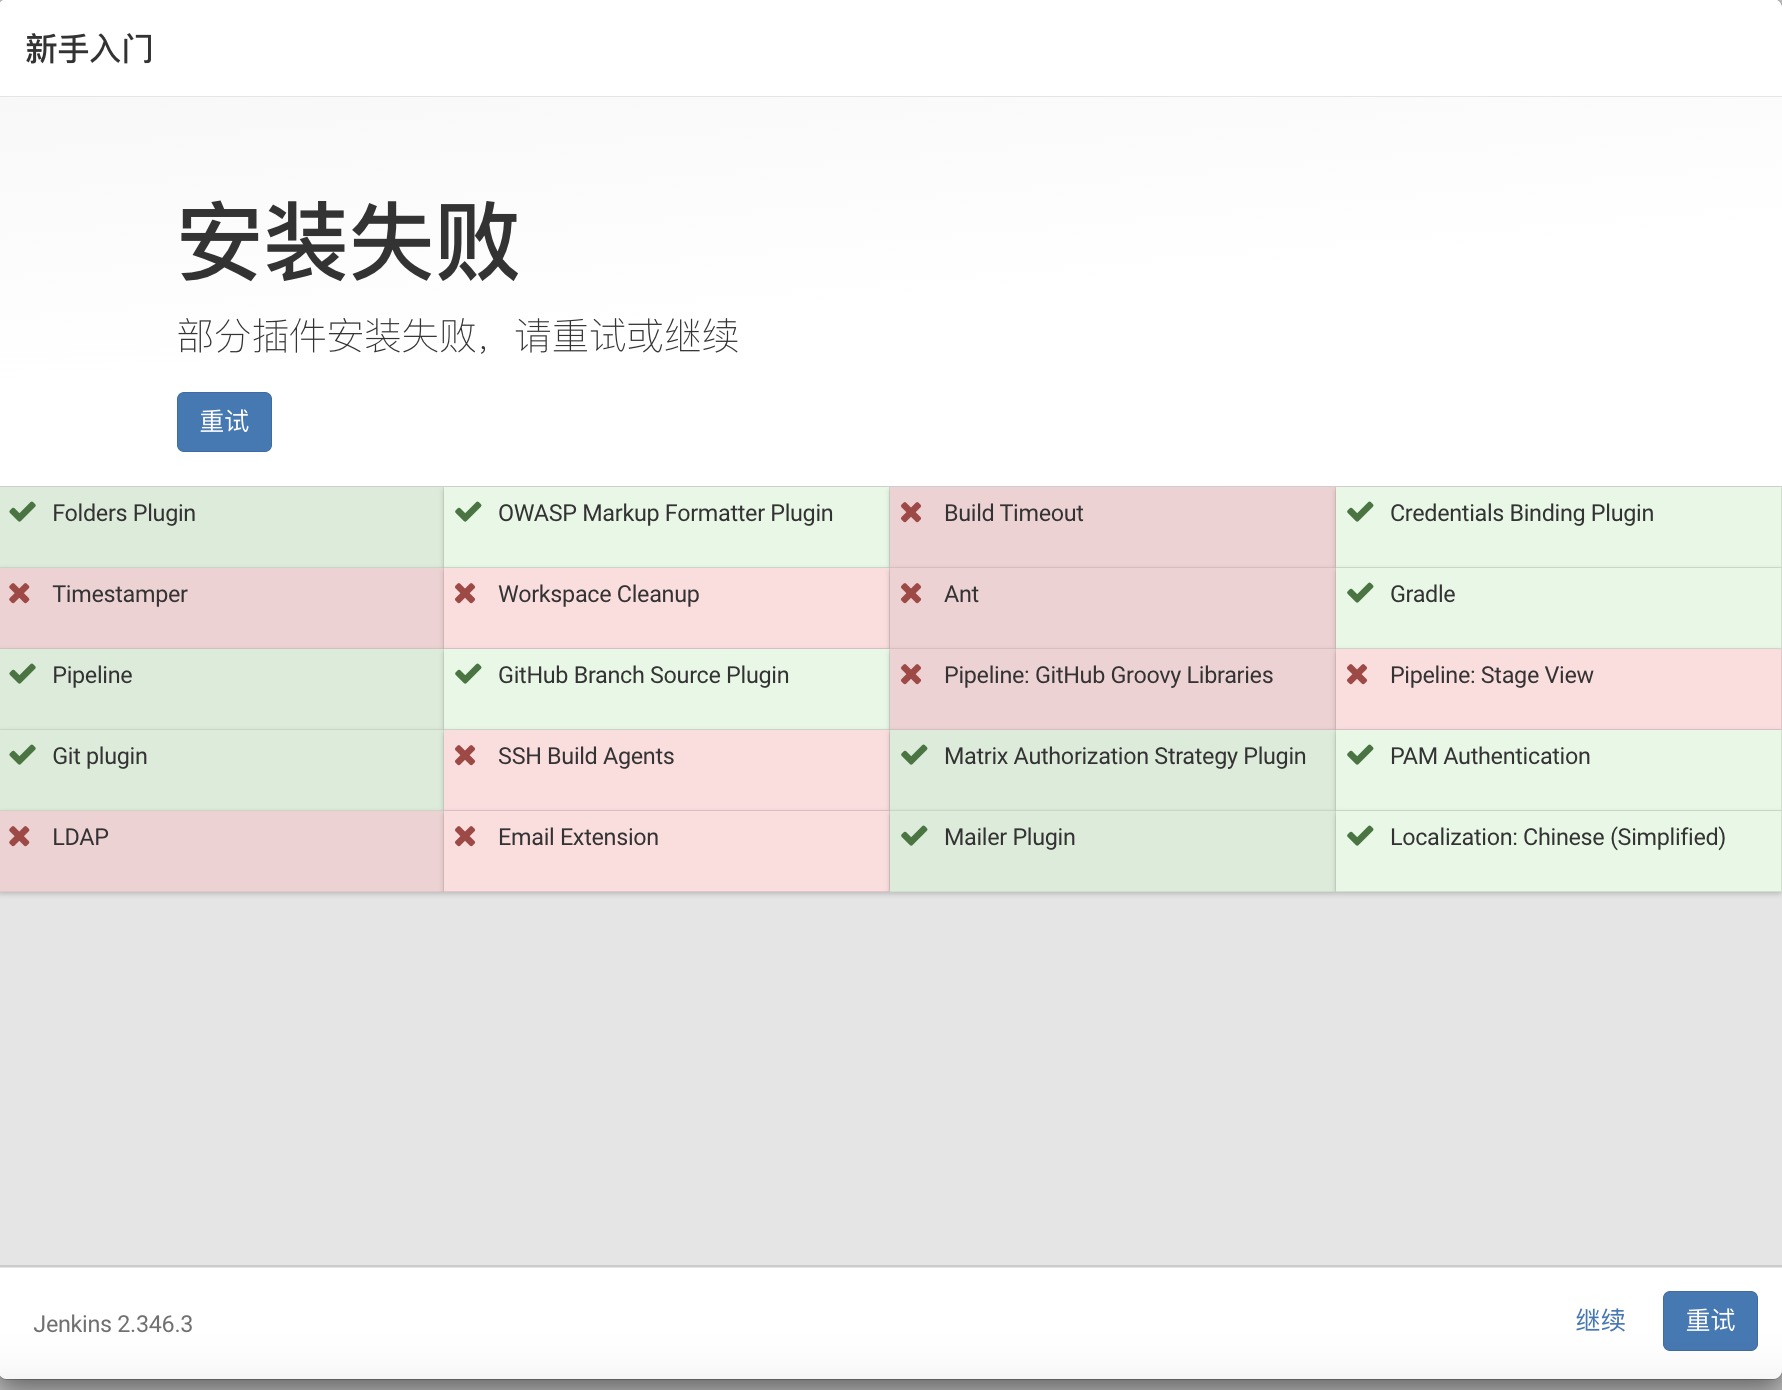 新手入门
安装失败
部分插件安装失败，请重试或继续
重试
Folders Plugin
OWASP Markup Formatter Plugin
Build Timeout
Credentials Binding Plugin
Timestamper
Workspace Cleanup
Ant
Gradle
Pipeline
GitHub Branch Source Plugin
Pipeline: GitHub Groovy Libraries
Pipeline: Stage View
Git plugin
SSH Build Agents
Matrix Authorization Strategy Plugin
PAM Authentication
LDAP
Email Extension
Mailer Plugin
Localization: Chinese (Simplified)
Jenkins 2.346.3
继续
重试